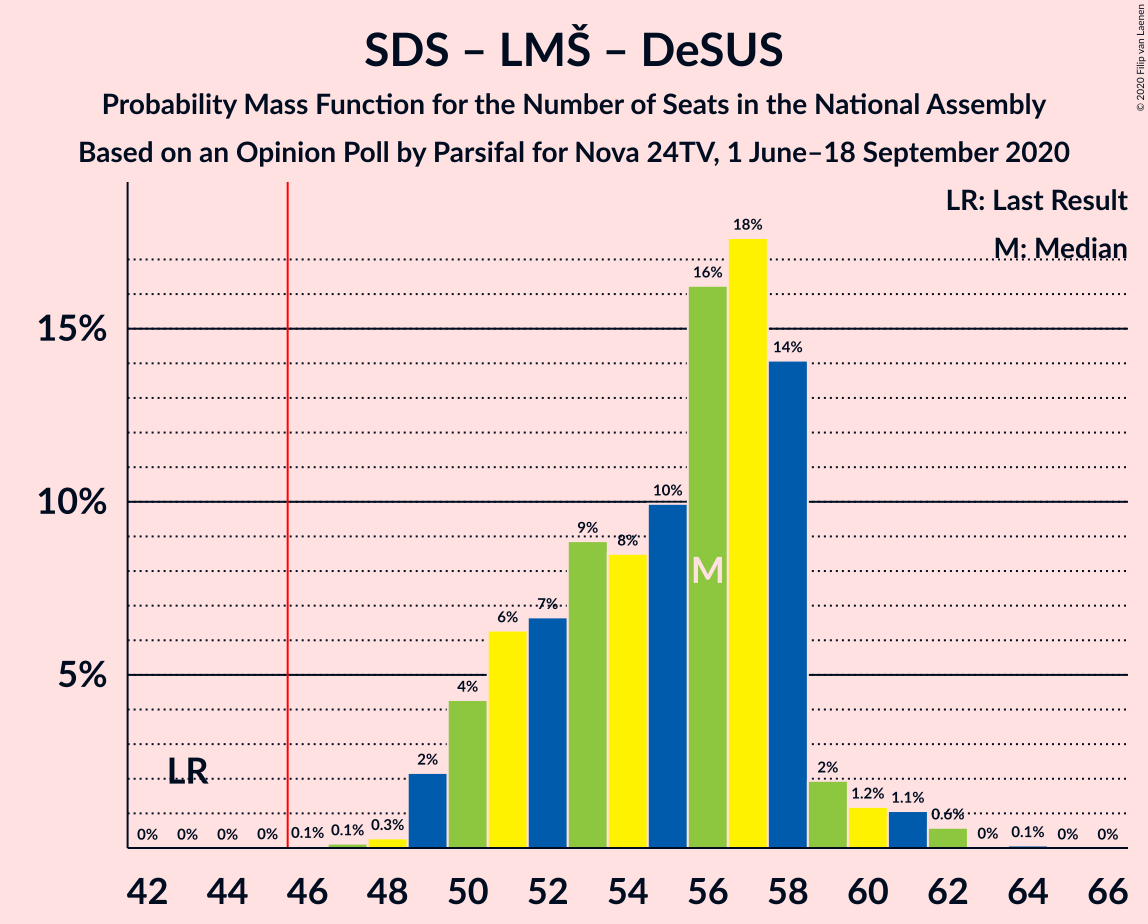 SDS – LMŠ – DeSUS
Probability Mass Function for the Number of Seats in the National Assembly
Based on an Opinion Poll by Parsifal for Nova 24TV, 1 June–18 September 2020
© 2020 Filip van Laenen
LR: Last Result
M: Median
15%
10%
5%
0% 0% 0% 0% 0.1% 0.1% 0.3% 2% 4% 6% 7% 9% 8% 10% 16% 18% 14% 2% 1.2% 1.1% 0.6% 0% 0.1% 0% 0%
LR
M
42 44 46 48 50 52 54 56 58 60 62 64 66